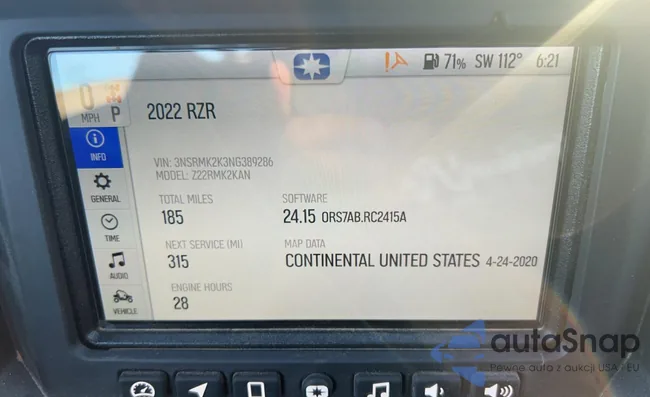 71% SW 112° 6:21
0
MPH P
2022 RZR
INFO
VIN: 3NSRMK2K3NG389286
MODEL: Z22RMK2KAN
GENERAL
TOTAL MILES SOFTWARE
185 24.15 ORS7AB.RC2415A
TIME
NEXT SERVICE (MI) MAP DATA
315 CONTINENTAL UNITED STATES 4-24-2020
AUDIO
ENGINE HOURS
28
VEHICLE
autoSnap
Pewne auta z aukcji USA i EU